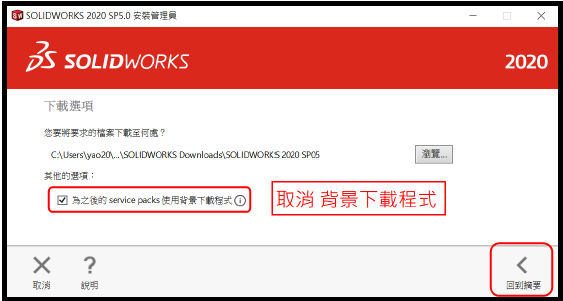 SOLIDWORKS 2020 SP5.0 安裝管理員
SOLIDWORKS 2020
下載選項
您要將要求的檔案下載至何處？
C:\Users\yao20\...\SOLIDWORKS Downloads\SOLIDWORKS 2020 SP05 瀏覽...
其他的選項：
為之後的 service packs 使用背景下載程式
取消 背景下載程式
取消 說明 回到摘要